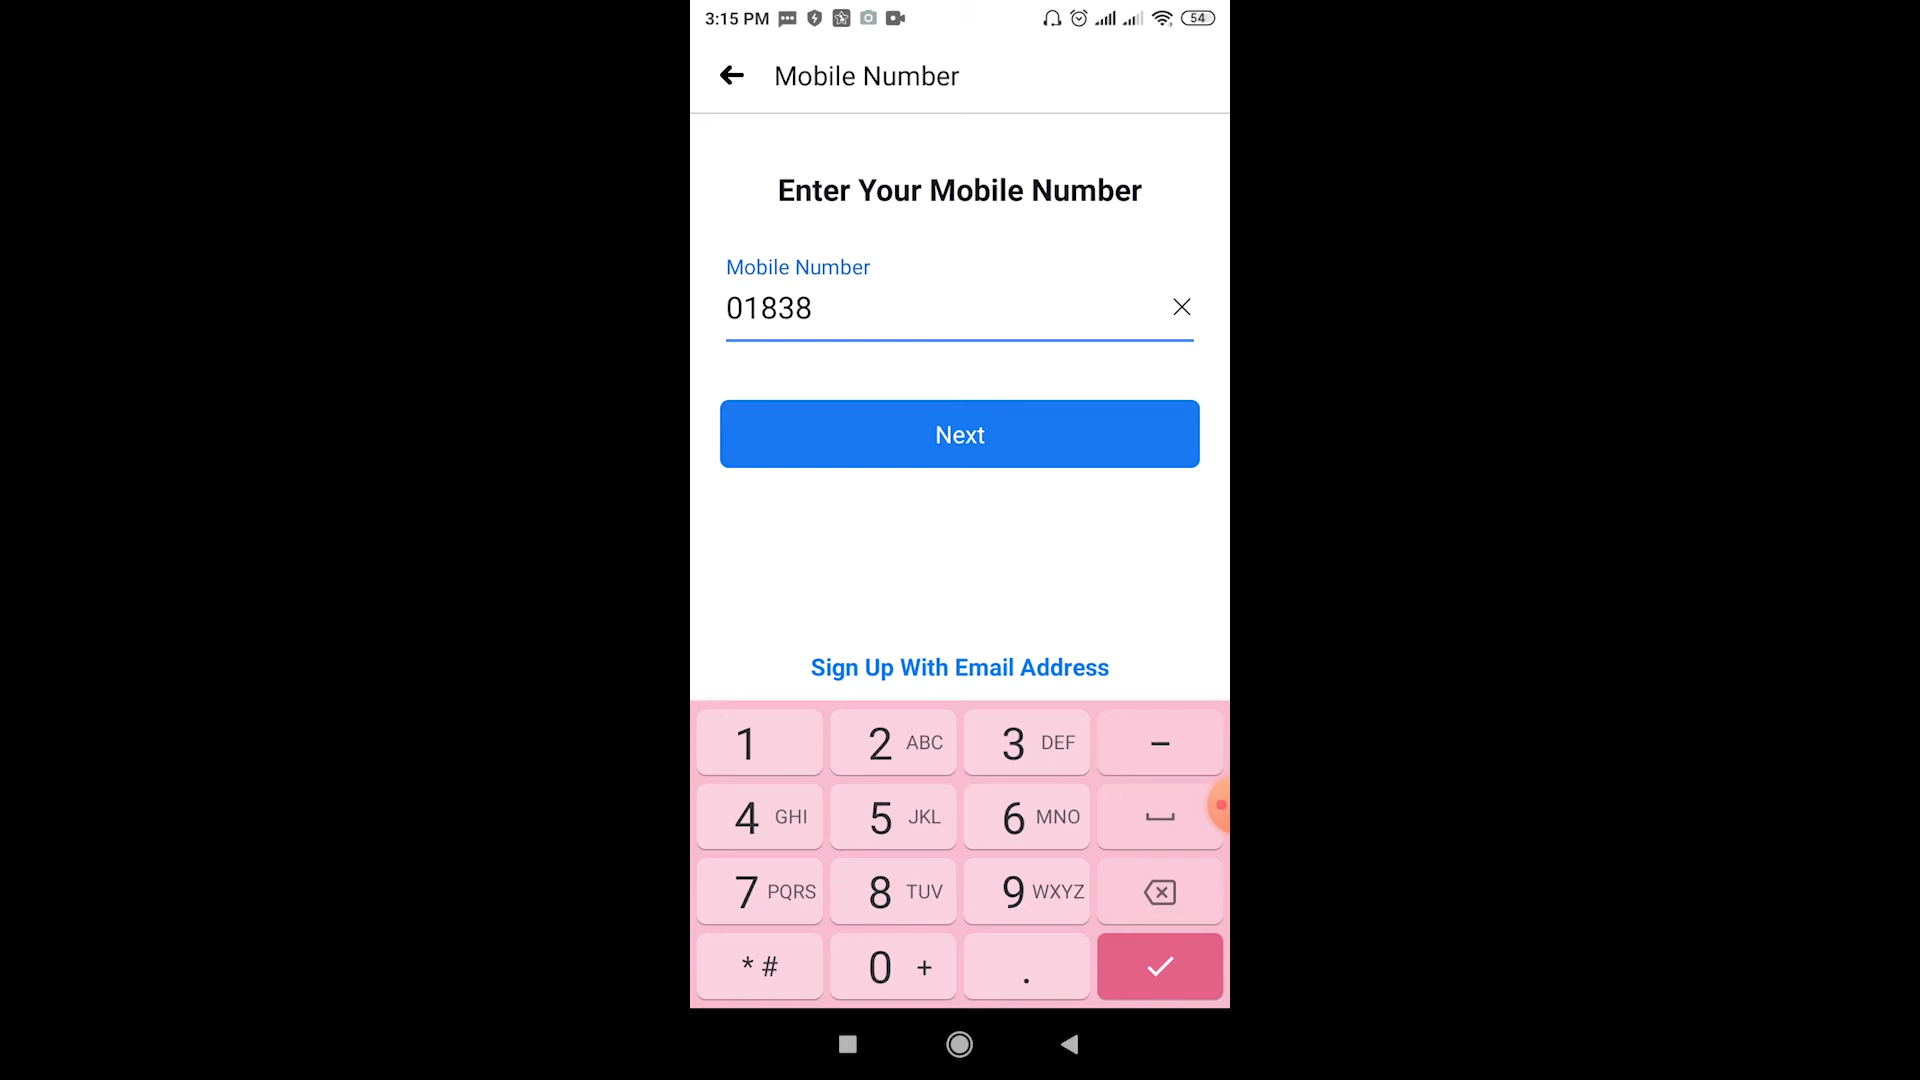 3:15 PM 54
Mobile Number
Enter Your Mobile Number
Mobile Number
01838
Next
Sign Up With Email Address
1 2 ABC 3 DEF –
4 GHI 5 JKL 6 MNO
7 PQRS 8 TUV 9 WXYZ
* # 0 + .